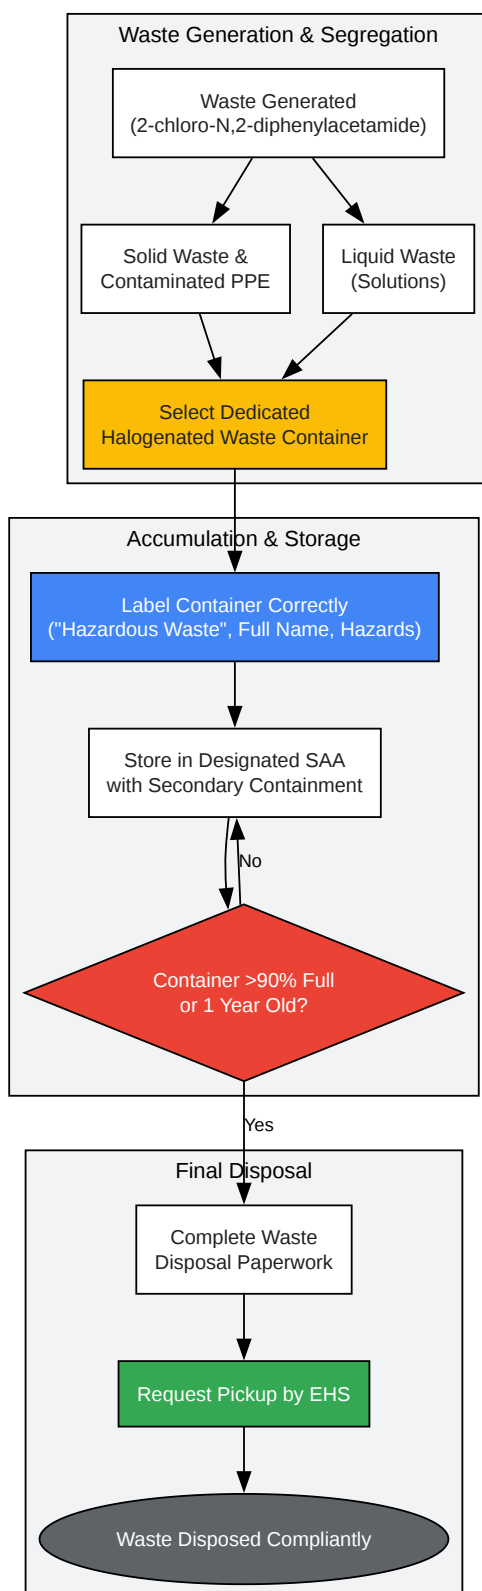 Waste Generation & Segregation
Waste Generated
(2-chloro-N,2-diphenylacetamide)
Solid Waste &
Contaminated PPE
Liquid Waste
(Solutions)
Select Dedicated
Halogenated Waste Container
Accumulation & Storage
Label Container Correctly
("Hazardous Waste", Full Name, Hazards)
Store in Designated SAA
with Secondary Containment
No
Container >90% Full
or 1 Year Old?
Yes
Final Disposal
Complete Waste
Disposal Paperwork
Request Pickup by EHS
Waste Disposed Compliantly